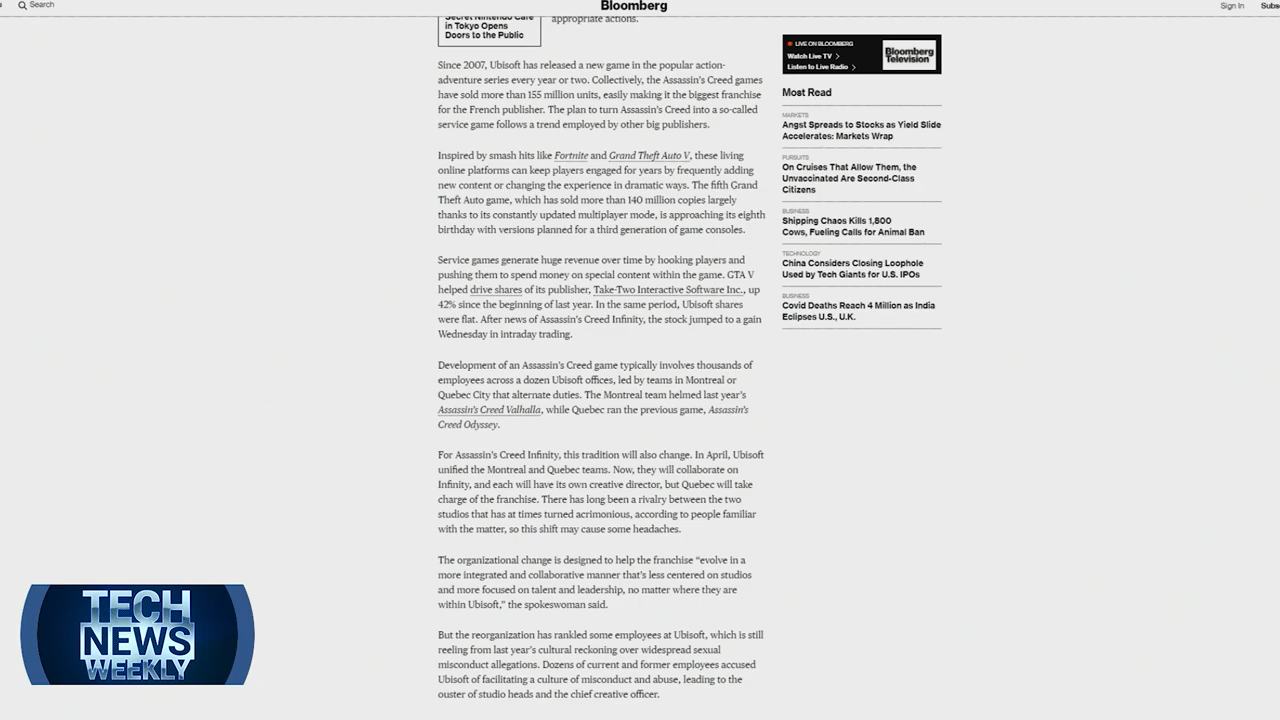 Search
Bloomberg
Sign In
Subs
Secret Nintendo Cafe
in Tokyo Opens
Doors to the Public
appropriate actions.
Since 2007, Ubisoft has released a new game in the popular action-
adventure series every year or two. Collectively, the Assassin's Creed games
have sold more than 155 million units, easily making it the biggest franchise
for the French publisher. The plan to turn Assassin's Creed into a so-called
service game follows a trend employed by other big publishers.
Inspired by smash hits like Fortnite and Grand Theft Auto V, these living
online platforms can keep players engaged for years by frequently adding
new content or changing the experience in dramatic ways. The fifth Grand
Theft Auto game, which has sold more than 140 million copies largely
thanks to its constantly updated multiplayer mode, is approaching its eighth
birthday with versions planned for a third generation of game consoles.
Service games generate huge revenue over time by hooking players and
pushing them to spend money on special content within the game. GTA V
helped drive shares of its publisher, Take-Two Interactive Software Inc., up
42% since the beginning of last year. In the same period, Ubisoft shares
were flat. After news of Assassin's Creed Infinity, the stock jumped to a gain
Wednesday in intraday trading.
Development of an Assassin's Creed game typically involves thousands of
employees across a dozen Ubisoft offices, led by teams in Montreal or
Quebec City that alternate duties. The Montreal team helmed last year's
Assassin's Creed Valhalla, while Quebec ran the previous game, Assassin's
Creed Odyssey.
For Assassin's Creed Infinity, this tradition will also change. In April, Ubisoft
unified the Montreal and Quebec teams. Now, they will collaborate on
Infinity, and each will have its own creative director, but Quebec will take
charge of the franchise. There has long been a rivalry between the two
studios that has at times turned acrimonious, according to people familiar
with the matter, so this shift may cause some headaches.
The organizational change is designed to help the franchise “evolve in a
more integrated and collaborative manner that's less centered on studios
and more focused on talent and leadership, no matter where they are
within Ubisoft,” the spokeswoman said.
But the reorganization has rankled some employees at Ubisoft, which is still
reeling from last year's cultural reckoning over widespread sexual
misconduct allegations. Dozens of current and former employees accused
Ubisoft of facilitating a culture of misconduct and abuse, leading to the
ouster of studio heads and the chief creative officer.
LIVE ON BLOOMBERG
Watch Live TV
Listen to Live Radio
Bloomberg
Television
Most Read
MARKETS
Angst Spreads to Stocks as Yield Slide
Accelerates: Markets Wrap
PURSUITS
On Cruises That Allow Them, the
Unvaccinated Are Second-Class
Citizens
BUSINESS
Shipping Chaos Kills 1,800
Cows, Fueling Calls for Animal Ban
TECHNOLOGY
China Considers Closing Loophole
Used by Tech Giants for U.S. IPOs
BUSINESS
Covid Deaths Reach 4 Million as India
Eclipses U.S., U.K.
TECH
NEWS
WEEKLY